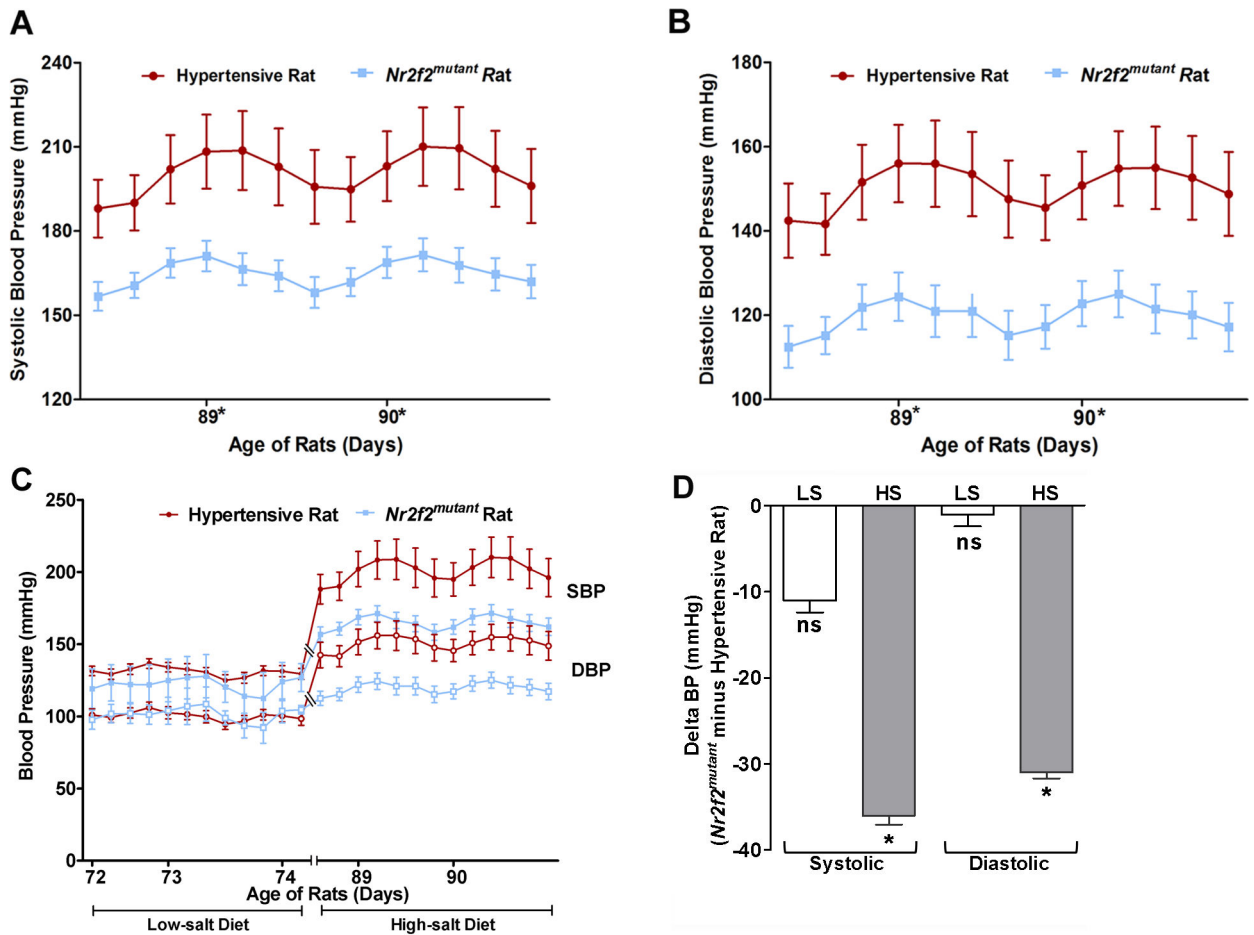 A
Hypertensive Rat
Nr2f2mutant Rat
Systolic Blood Pressure (mmHg)
240
210
180
150
120
89*
90*
Age of Rats (Days)
B
Hypertensive Rat
Nr2f2mutant Rat
Diastolic Blood Pressure (mmHg)
180
160
140
120
100
89*
90*
Age of Rats (Days)
C
Hypertensive Rat
Nr2f2mutant Rat
Blood Pressure (mmHg)
250
200
150
100
50
0
SBP
DBP
72
73
74
89
90
Age of Rats (Days)
Low-salt Diet
High-salt Diet
D
LS
HS
LS
HS
Delta BP (mmHg)
(Nr2f2mutant minus Hypertensive Rat)
0
-10
-20
-30
-40
ns
*
ns
*
Systolic
Diastolic